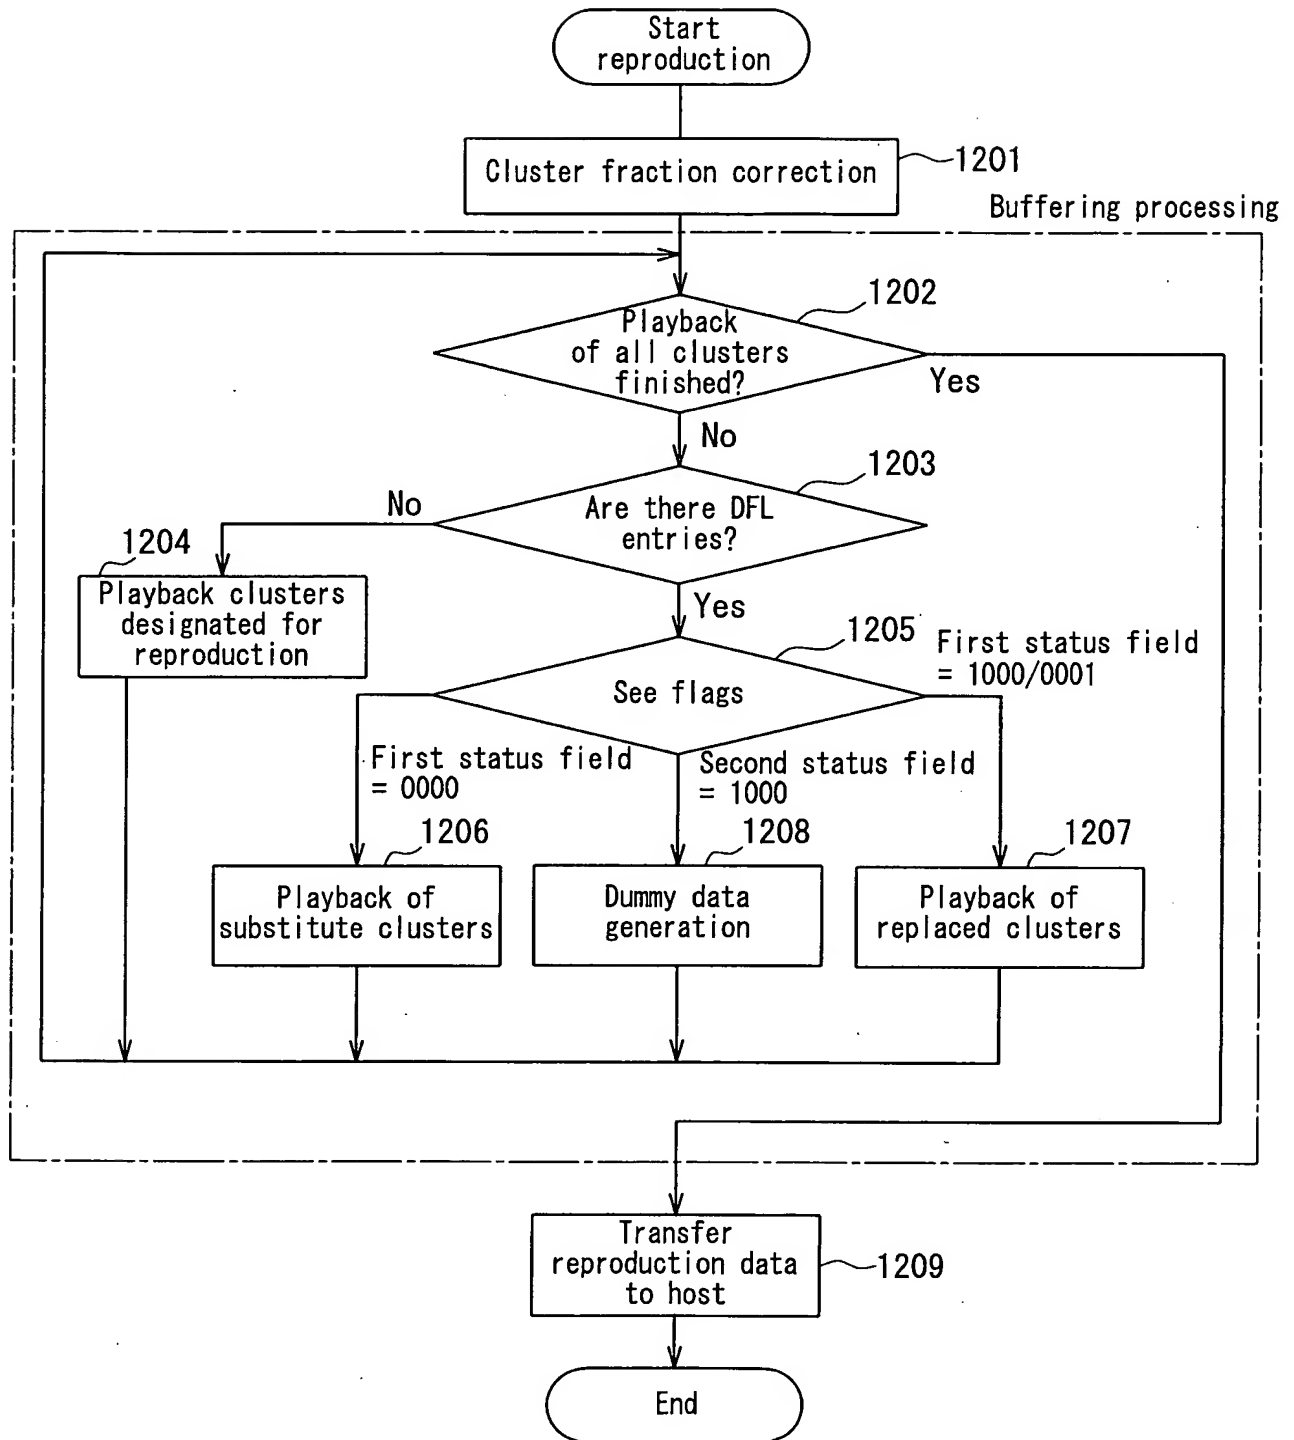 Start
reproduction
Cluster fraction correction
1201
Buffering processing
1202
Playback
of all clusters
finished?
Yes
No
1203
Are there DFL
entries?
No
1204
Playback clusters
designated for
reproduction
Yes
1205
First status field
= 1000/0001
See flags
First status field
= 0000
Second status field
= 1000
1206
1208
1207
Playback of
substitute clusters
Dummy data
generation
Playback of
replaced clusters
Transfer
reproduction data
to host
1209
End